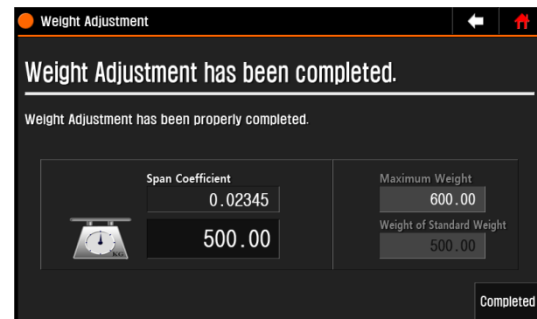 Weight Adjustment
Weight Adjustment has been completed.
Weight Adjustment has been properly completed.
Span Coefficient
0.02345
500.00
KG
Maximum Weight
600.00
Weight of Standard Weight
500.00
Completed